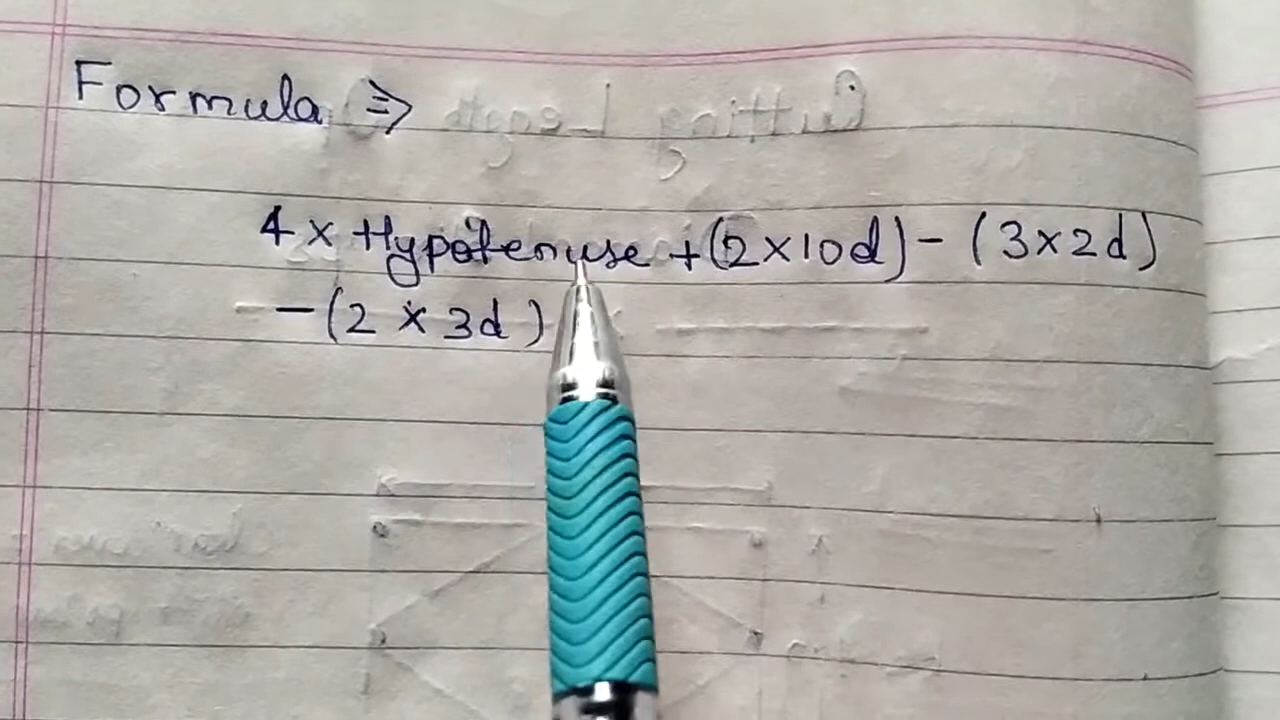 Formula ⇒
4 x Hypotenuse + (2 x 10d) - (3 x 2d)
- (2 x 3d)